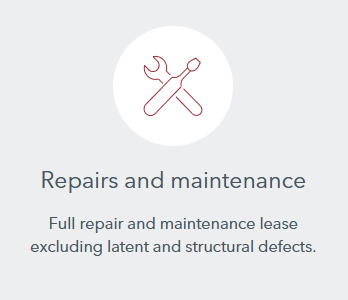 Repairs and maintenance
Full repair and maintenance lease
excluding latent and structural defects.